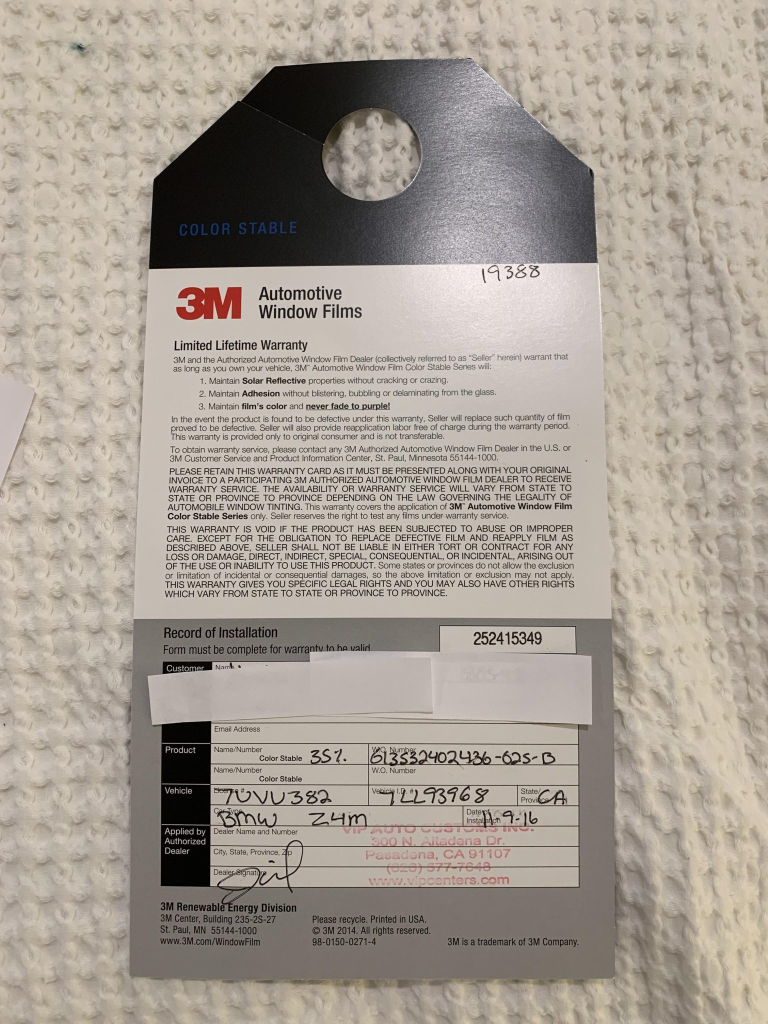 COLOR STABLE
19388
3M Automotive
Window Films
Limited Lifetime Warranty
3M and the Authorized Automotive Window Film Dealer (collectively referred to as "Seller" herein) warrant that
as long as you own your vehicle, 3M™ Automotive Window Film Color Stable Series will:
1. Maintain Solar Reflective properties without cracking or crazing.
2. Maintain Adhesion without blistering, bubbling or delaminating from the glass.
3. Maintain film's color and never fade to purple!
In the event the product is found to be defective under this warranty, Seller will replace such quantity of film
proved to be defective. Seller will also provide reapplication labor free of charge during the warranty period.
This warranty is provided only to original consumer and is not transferable.
To obtain warranty service, please contact any 3M Authorized Automotive Window Film Dealer in the U.S. or
3M Customer Service and Product Information Center, St. Paul, Minnesota 55144-1000.
PLEASE RETAIN THIS WARRANTY CARD AS IT MUST BE PRESENTED ALONG WITH YOUR ORIGINAL
INVOICE TO A PARTICIPATING 3M AUTHORIZED AUTOMOTIVE WINDOW FILM DEALER TO RECEIVE
WARRANTY SERVICE. THE AVAILABILITY OR WARRANTY SERVICE WILL VARY FROM STATE TO
STATE OR PROVINCE TO PROVINCE DEPENDING ON THE LAW GOVERNING THE LEGALITY OF
AUTOMOBILE WINDOW TINTING. This warranty covers the application of 3M™ Automotive Window Film
Color Stable Series only. Seller reserves the right to test any films under warranty service.
THIS WARRANTY IS VOID IF THE PRODUCT HAS BEEN SUBJECTED TO ABUSE OR IMPROPER
CARE. EXCEPT FOR THE OBLIGATION TO REPLACE DEFECTIVE FILM AND REAPPLY FILM AS
DESCRIBED ABOVE, SELLER SHALL NOT BE LIABLE IN EITHER TORT OR CONTRACT FOR ANY
LOSS OR DAMAGE, DIRECT, INDIRECT, SPECIAL, CONSEQUENTIAL, OR INCIDENTAL, ARISING OUT
OF THE USE OR INABILITY TO USE THIS PRODUCT. Some states or provinces do not allow the exclusion
or limitation of incidental or consequential damages, so the above limitation or exclusion may not apply.
THIS WARRANTY GIVES YOU SPECIFIC LEGAL RIGHTS AND YOU MAY ALSO HAVE OTHER RIGHTS
WHICH VARY FROM STATE TO STATE OR PROVINCE TO PROVINCE.
Record of Installation
252415349
Form must be complete for warranty to be valid
Customer Name
Email Address
Product Name/Number Color Stable 35% W.O. Number 613532402436-025-B
Name/Number Color Stable W.O. Number
Vehicle License # 7UVU382 Vehicle I.D. # 7LL93968 State/Province CA
Car Type BMW Z4M Date of Installation 11-9-16
Applied by Authorized Dealer
Dealer Name and Number VIP AUTO CUSTOMS INC.
300 N. Altadena Dr.
City, State, Province, Zip Pasadena, CA 91107
Dealer Signature (626) 577-7648
www.vipcenters.com
3M Renewable Energy Division
3M Center, Building 235-2S-27
St. Paul, MN 55144-1000
www.3M.com/WindowFilm
Please recycle. Printed in USA.
© 3M 2014. All rights reserved.
98-0150-0271-4
3M is a trademark of 3M Company.